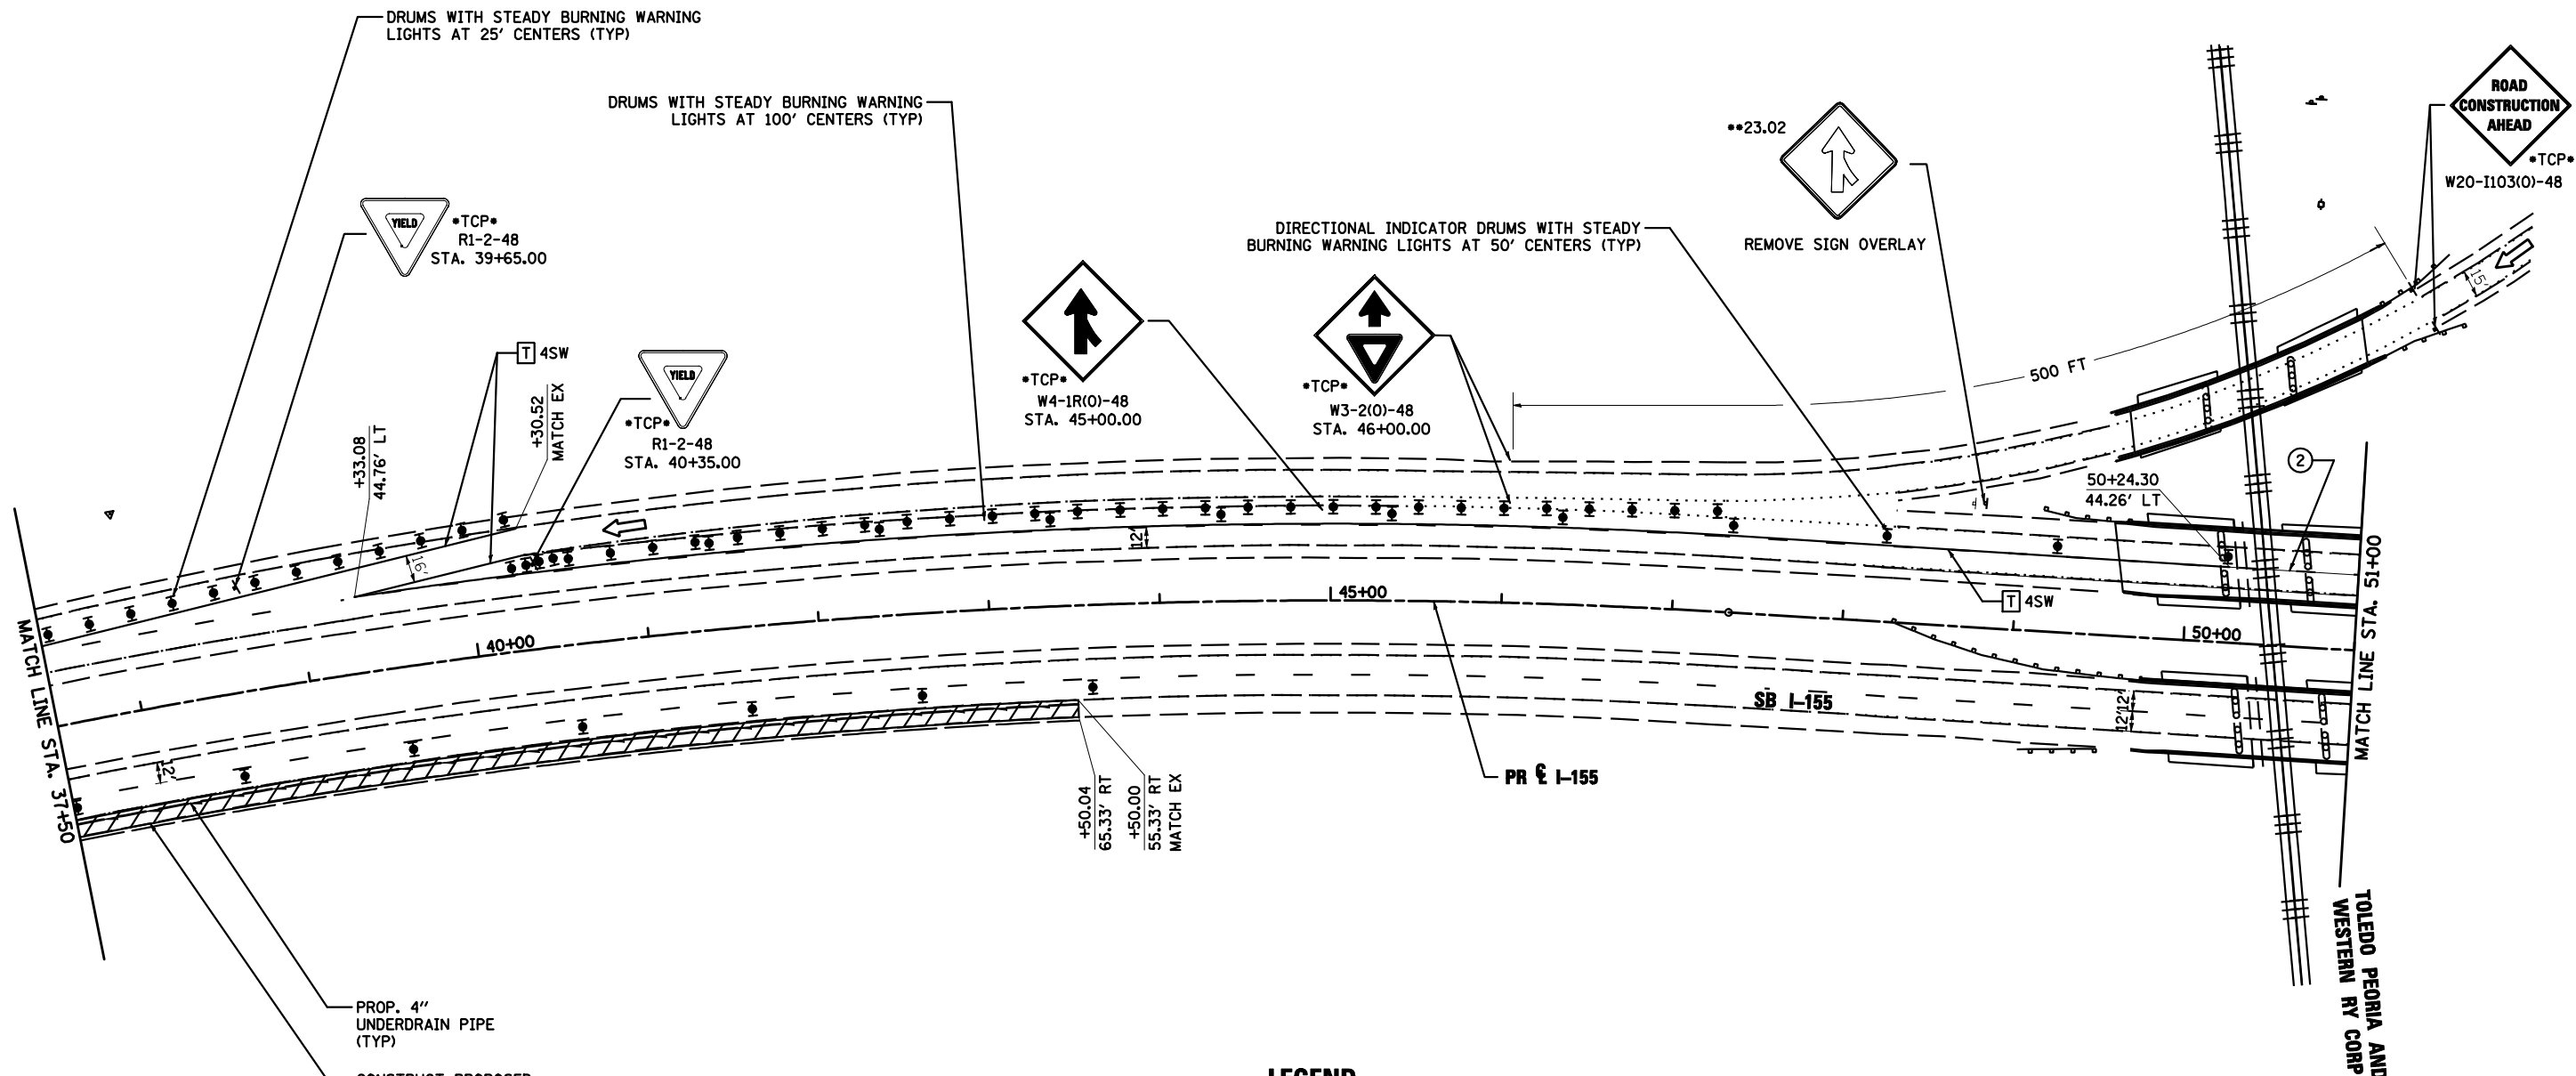 DRUMS WITH STEADY BURNING WARNING
LIGHTS AT 25' CENTERS (TYP)
DRUMS WITH STEADY BURNING WARNING
LIGHTS AT 100' CENTERS (TYP)
ROAD
CONSTRUCTION
AHEAD
*TCP*
W20-I103(O)-48
**23.02
REMOVE SIGN OVERLAY
YIELD
*TCP*
R1-2-48
STA. 39+65.00
DIRECTIONAL INDICATOR DRUMS WITH STEADY
BURNING WARNING LIGHTS AT 50' CENTERS (TYP)
15'
T 4SW
YIELD
*TCP*
R1-2-48
STA. 40+35.00
+30.52
MATCH EX
+33.08
44.76' LT
*TCP*
W4-1R(O)-48
STA. 45+00.00
*TCP*
W3-2(O)-48
STA. 46+00.00
500 FT
2
50+24.30
44.26' LT
16'
12'
T 4SW
40+00
45+00
50+00
MATCH LINE STA. 37+50
MATCH LINE STA. 51+00
SB I-155
12'
12'
12'
PR ℄ I-155
+50.04
65.33' RT
+50.00
55.33' RT
MATCH EX
TOLEDO PEORIA AND
WESTERN RY CORP
PROP. 4"
UNDERDRAIN PIPE
(TYP)
CONSTRUCT PROPOSED
LEGEND